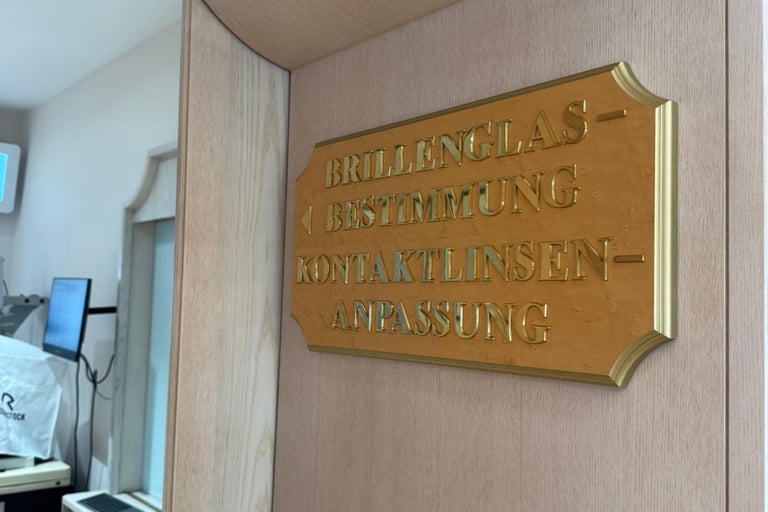 BRILLENGLAS-
BESTIMMUNG
KONTAKTLINSEN-
ANPASSUNG